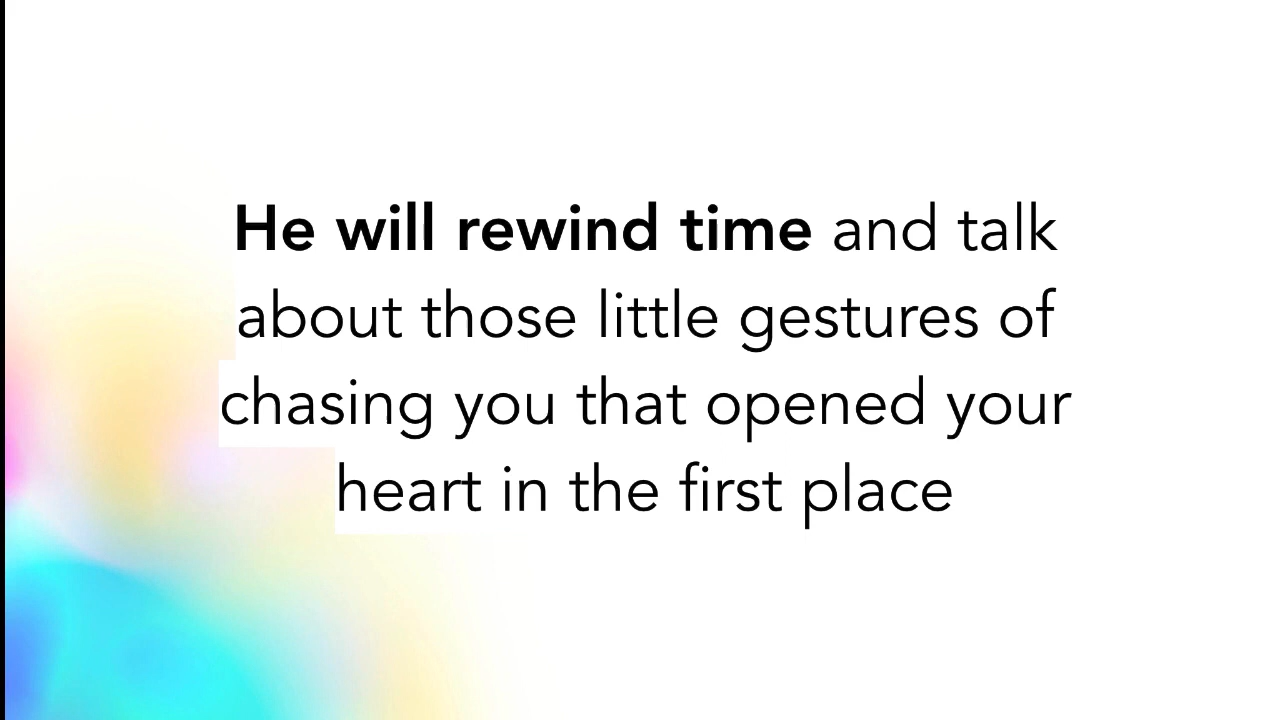 He will rewind time and talk
about those little gestures of
chasing you that opened your
heart in the first place